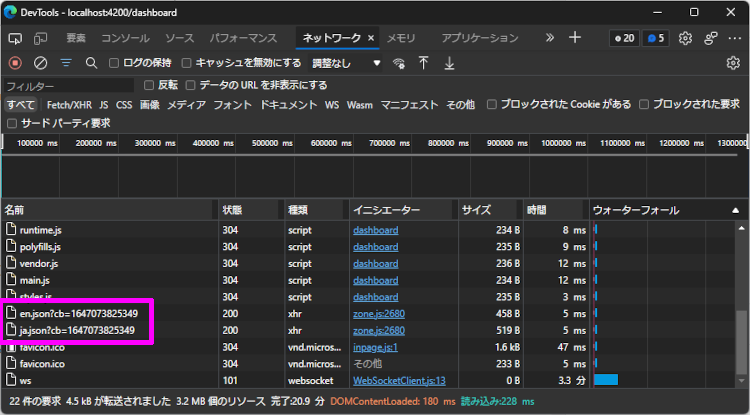 DevTools - localhost:4200/dashboard
要素 コンソール ソース パフォーマンス ネットワーク × メモリ アプリケーション 20 5
ログの保持 キャッシュを無効にする 調整なし
フィルター 反転 データの URL を非表示にする
すべて Fetch/XHR JS CSS 画像 メディア フォント ドキュメント WS Wasm マニフェスト その他 ブロックされた Cookie がある ブロックされた要求
サード パーティ要求
100000 ms 200000 ms 300000 ms 400000 ms 500000 ms 600000 ms 700000 ms 800000 ms 900000 ms 1000000 ms 1100000 ms 1200000 ms 1300000
名前 状態 種類 イニシエーター サイズ 時間 ウォーターフォール
runtime.js 304 script dashboard 234 B 8 ms
polyfills.js 304 script dashboard 235 B 9 ms
vendor.js 304 script dashboard 236 B 12 ms
main.js 304 script dashboard 234 B 12 ms
styles.js 304 script dashboard 235 B 3 ms
en.json?cb=1647073825349 200 xhr zone.js:2680 458 B 5 ms
ja.json?cb=1647073825349 200 xhr zone.js:2680 519 B 5 ms
favicon.ico 304 vnd.micros... inpage.js:1 1.6 kB 47 ms
favicon.ico 304 vnd.micros... その他 233 B 5 ms
ws 101 websocket WebSocketClient.js:13 0 B 3.3 分
22 件の要求 4.5 kB が転送されました 3.2 MB 個のリソース 完了:20.9 分 DOMContentLoaded: 180 ms 読み込み:228 ms